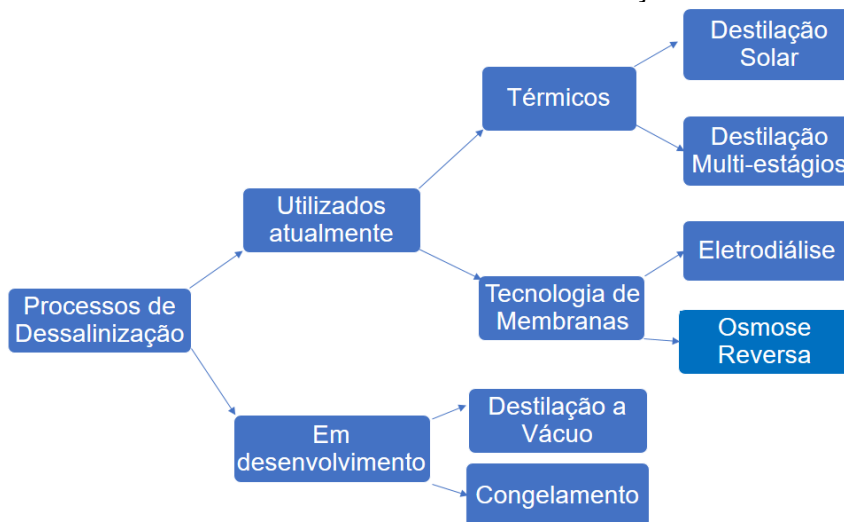 Destilação
Solar
Térmicos
Destilação
Multi-estágios
Utilizados
atualmente
Eletrodiálise
Tecnologia de
Membranas
Processos de
Dessalinização
Osmose
Reversa
Destilação a
Vácuo
Em
desenvolvimento
Congelamento